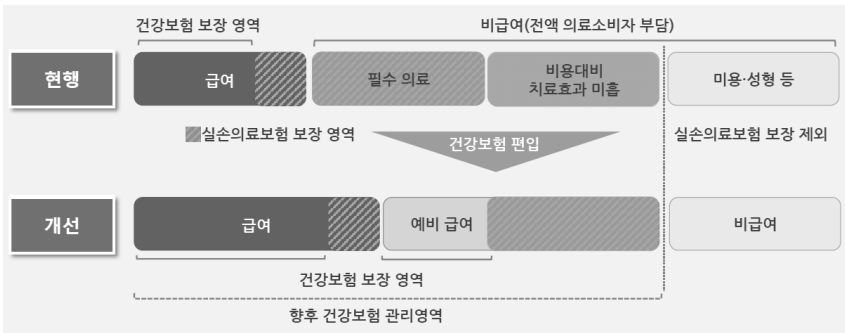 건강보험 보장 영역
비급여(전액 의료소비자 부담)
현행
급여
필수 의료
비용대비
치료효과 미흡
미용·성형 등
실손의료보험 보장 영역
건강보험 편입
실손의료보험 보장 제외
개선
급여
예비 급여
비급여
건강보험 보장 영역
향후 건강보험 관리영역